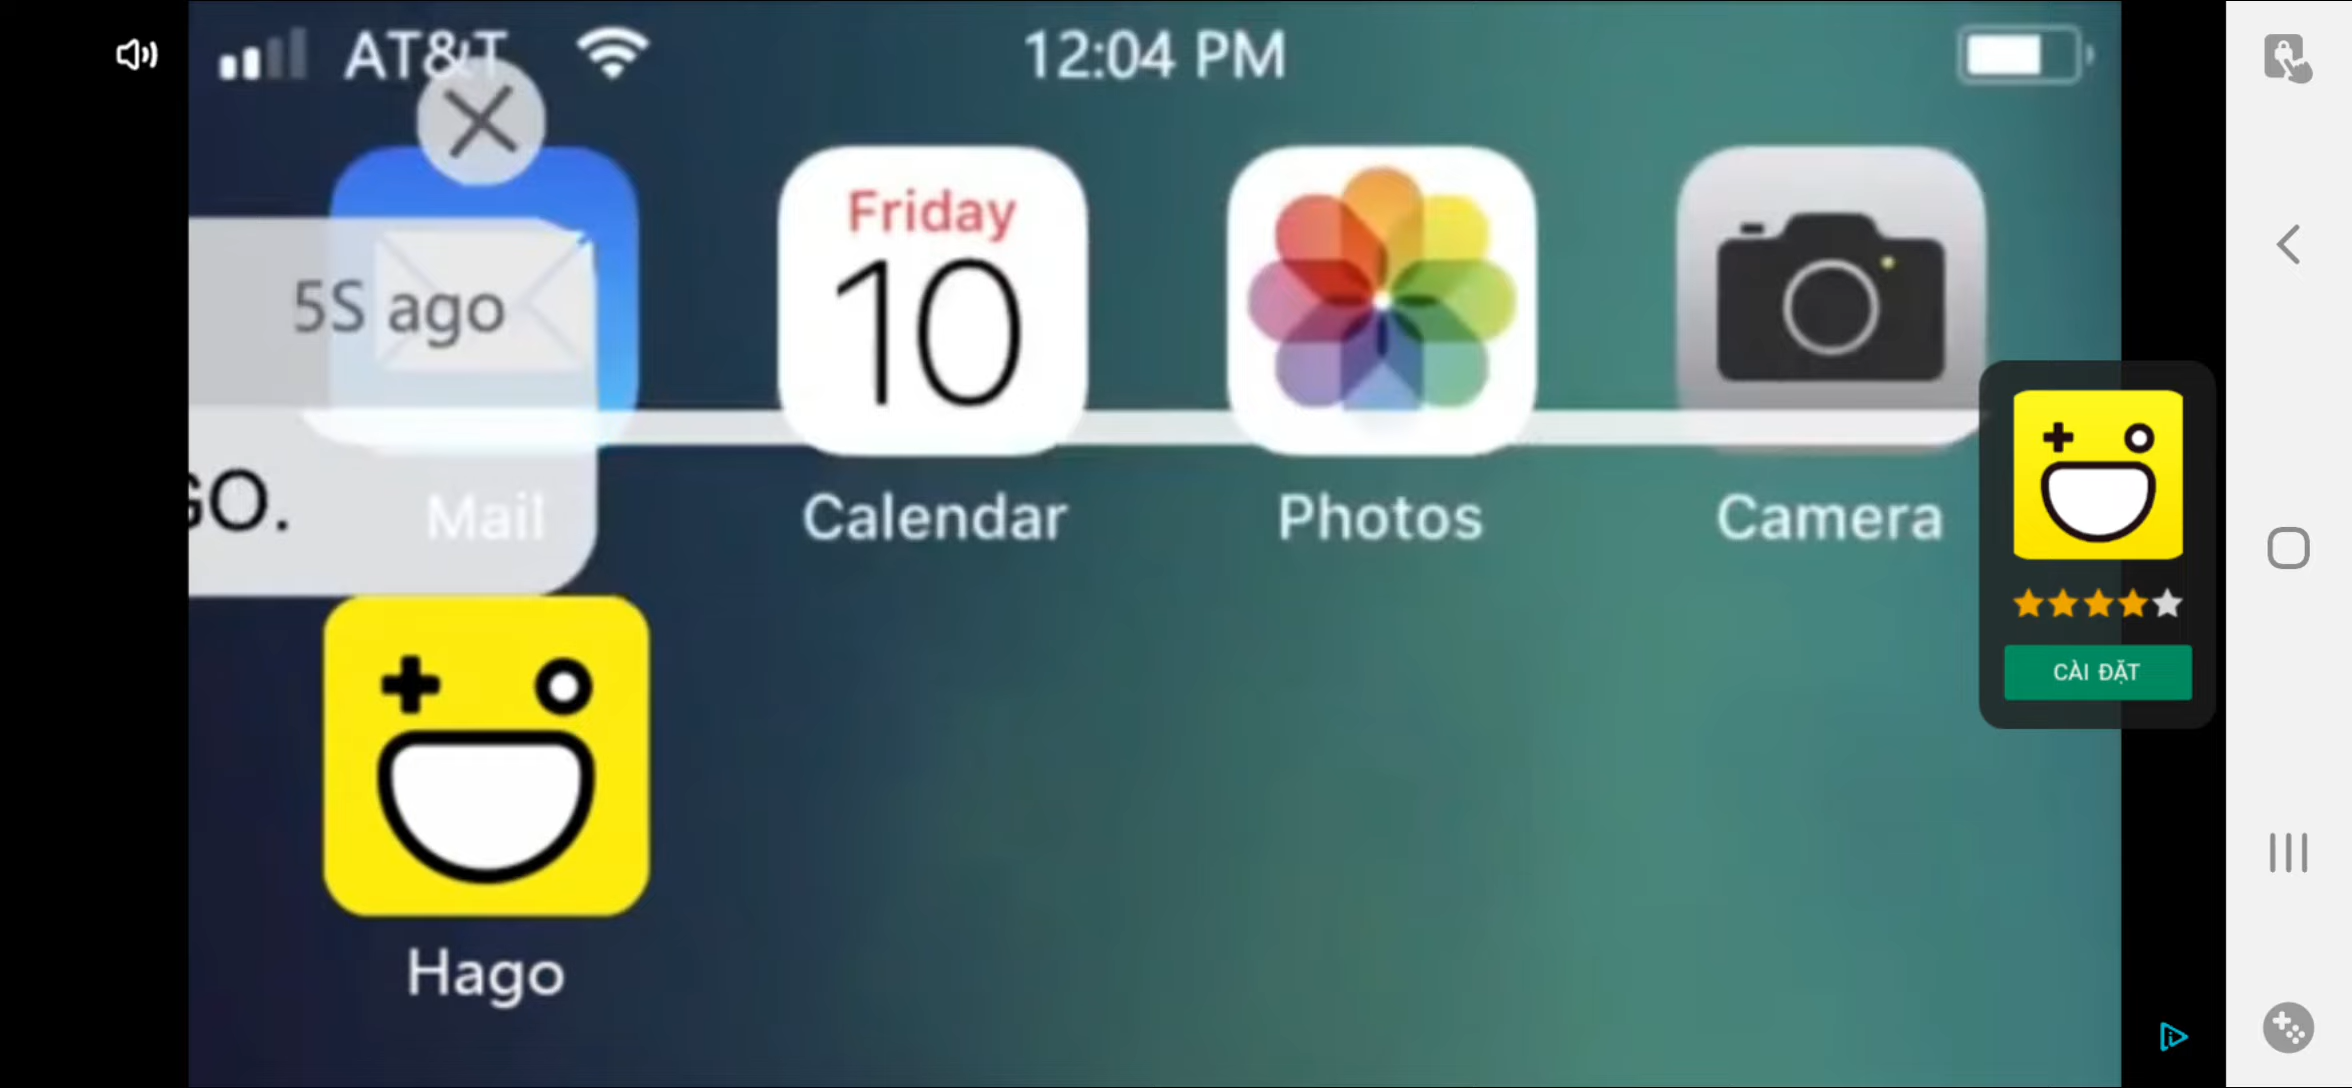 AT&T
12:04 PM
Friday
10
5S ago
GO.
Mail
Calendar
Photos
Camera
CÀI ĐẶT
Hago